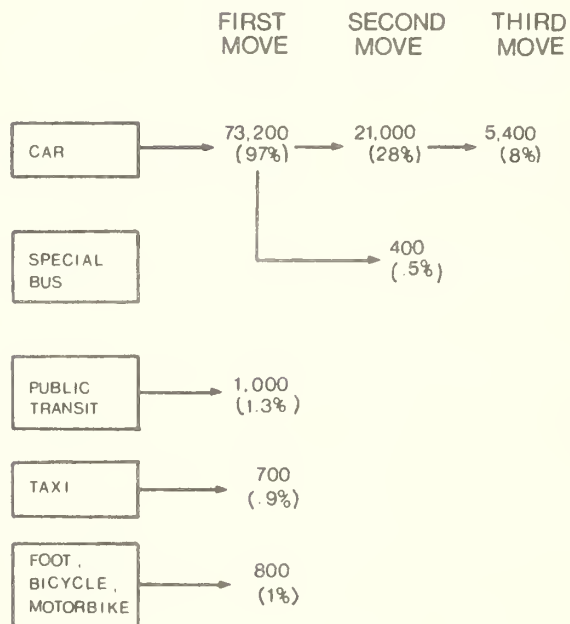 FIRST MOVE
SECOND MOVE
THIRD MOVE
CAR
73,200
(97%)
21,000
(28%)
5,400
(8%)
SPECIAL
BUS
400
(.5%)
PUBLIC
TRANSIT
1,000
(1.3%)
TAXI
700
(.9%)
FOOT,
BICYCLE,
MOTORBIKE
800
(1%)